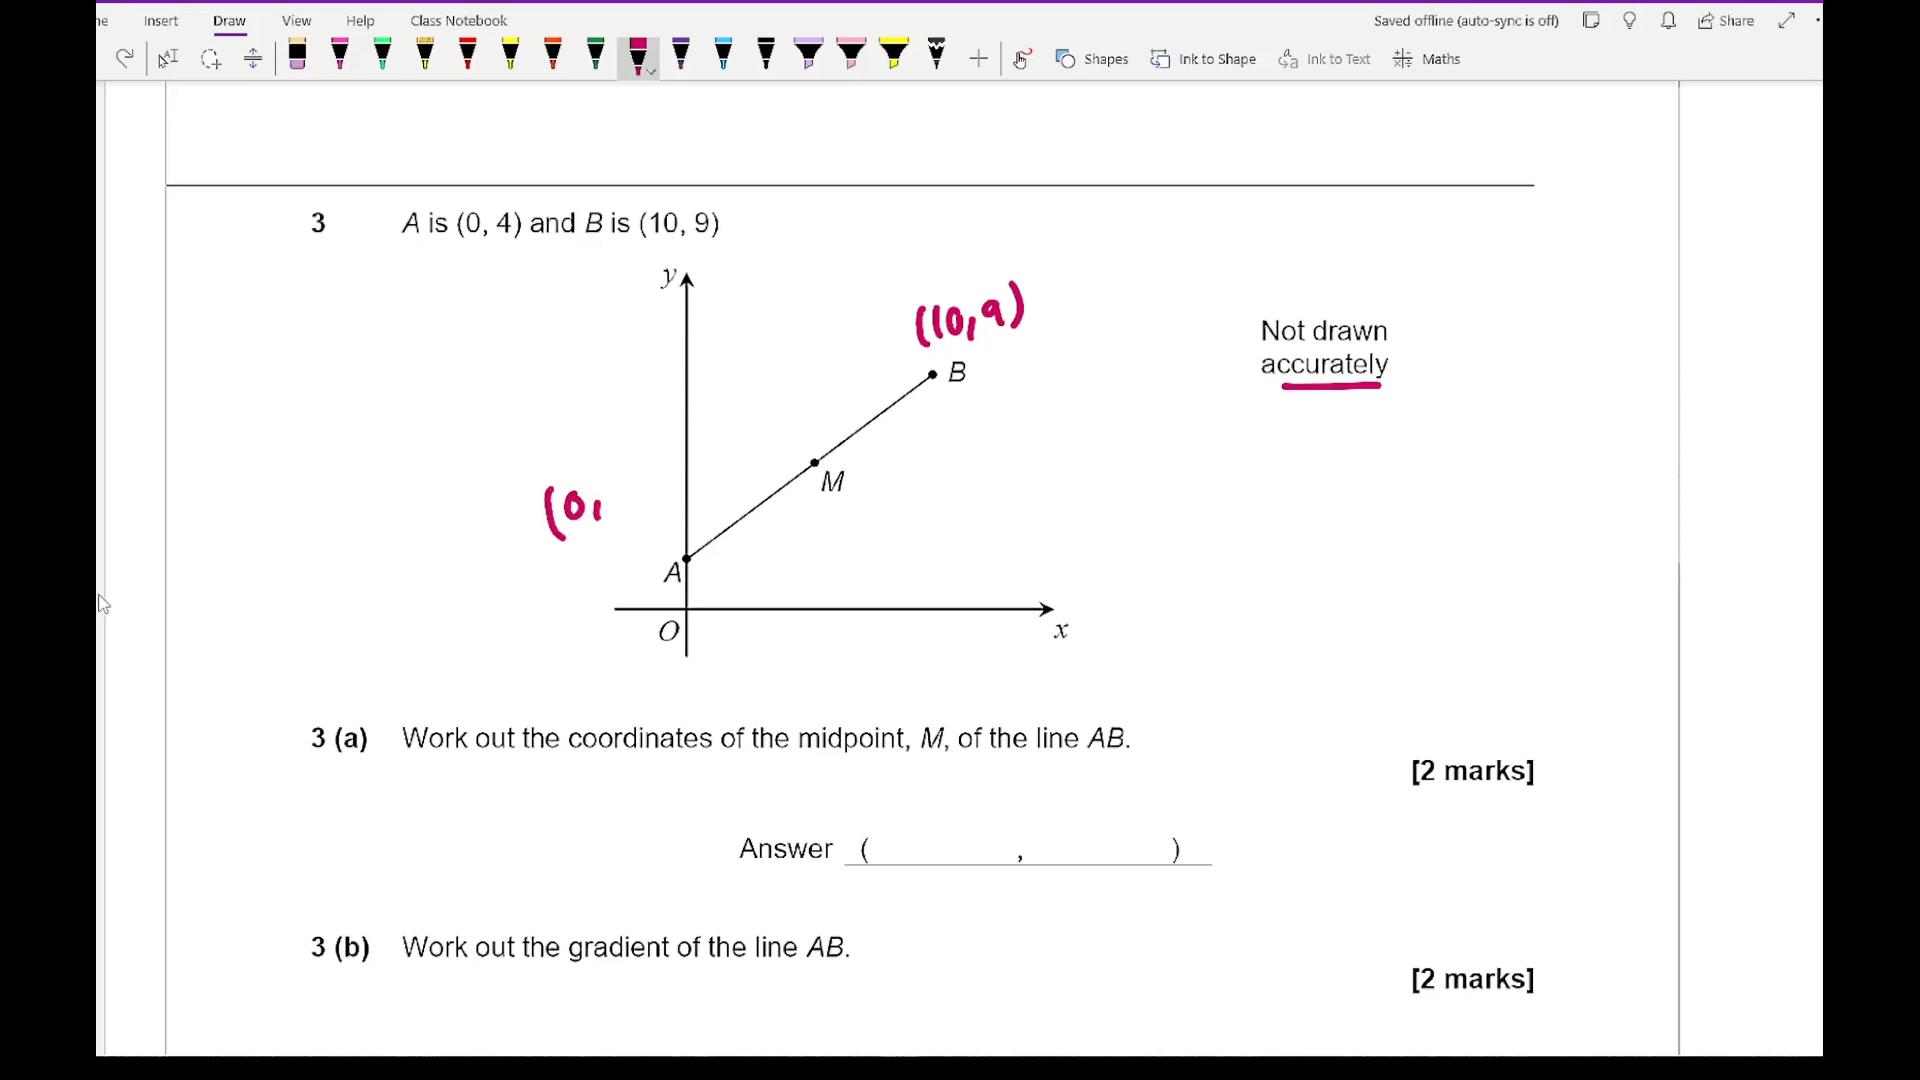 ne Insert Draw View Help Class Notebook Saved offline (auto-sync is off) Share
Shapes Ink to Shape Ink to Text Maths
3 A is (0, 4) and B is (10, 9)
y
(10,9)
Not drawn
accurately
B
M
(0,
A
O
x
3 (a) Work out the coordinates of the midpoint, M, of the line AB.
[2 marks]
Answer ( , )
3 (b) Work out the gradient of the line AB.
[2 marks]